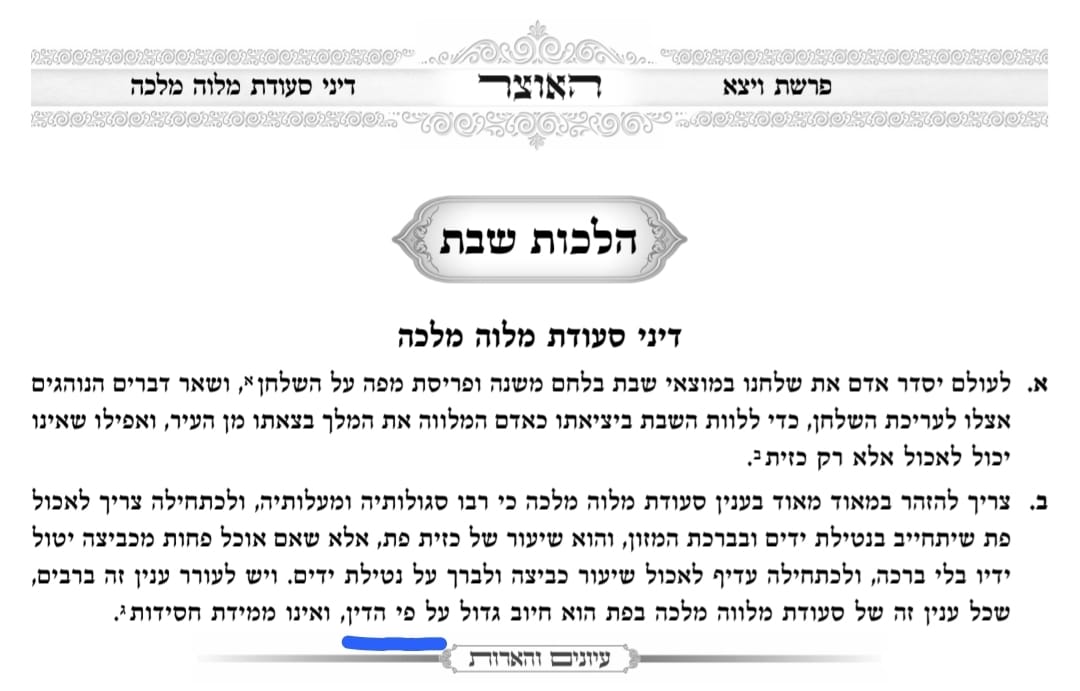 פרשת ויצא האוצר דיני סעודת מלוה מלכה
הלכות שבת
דיני סעודת מלוה מלכה
א. לעולם יסדר אדם את שלחנו במוצאי שבת בלחם משנה ופריסת מפה על השלחןא, ושאר דברים הנוהגים
אצלו לעריכת השלחן, כדי ללוות השבת ביציאתו כאדם המלווה את המלך בצאתו מן העיר, ואפילו שאינו
יכול לאכול אלא רק כזיתב.
ב. צריך להזהר במאוד מאוד בענין סעודת מלוה מלכה כי רבו סגולותיה ומעלותיה, ולכתחילה צריך לאכול
פת שיתחייב בנטילת ידים ובברכת המזון, והוא שיעור של כזית פת, אלא שאם אוכל פחות מכביצה יטול
ידיו בלי ברכה, ולכתחילה עדיף לאכול שיעור כביצה ולברך על נטילת ידים. ויש לעורר ענין זה ברבים,
שכל ענין זה של סעודת מלווה מלכה בפת הוא חיוב גדול על פי הדין, ואינו ממידת חסידותג.
עיונים והארות